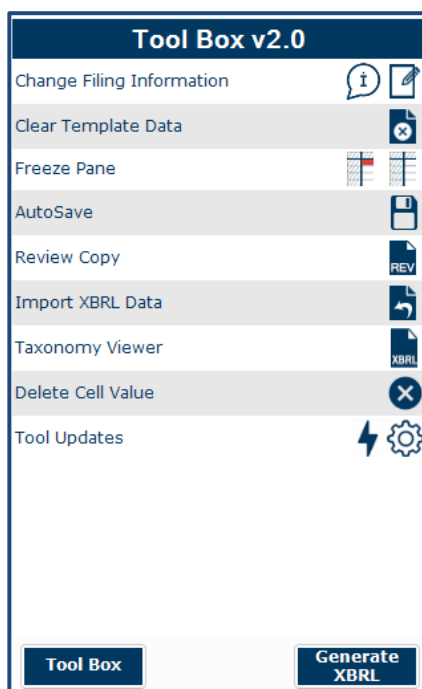 Tool Box v2.0
Change Filing Information
i
Clear Template Data
Freeze Pane
AutoSave
Review Copy
REV
Import XBRL Data
Taxonomy Viewer
XBRL
Delete Cell Value
Tool Updates
Tool Box
Generate
XBRL